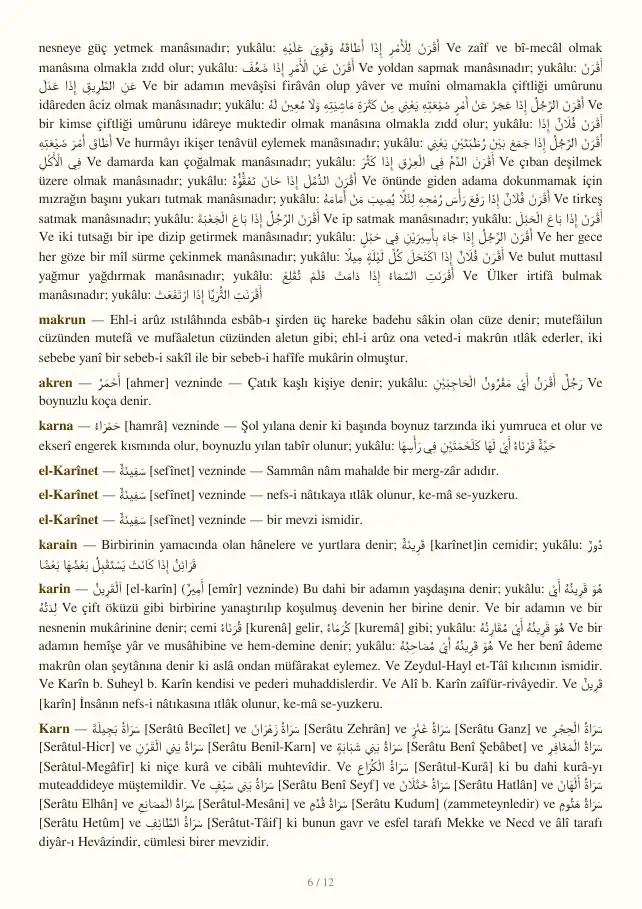 nesneye güç yetmek manâsınadır; yukâlu: أَقْرَنَ لِلْأَمْرِ إِذَا أَطَاقَهُ وَقَوِيَ عَلَيْهِ Ve zaîf ve bî-mecâl olmak
manâsına olmakla zıdd olur; yukâlu: أَقْرَنَ عَنِ الْأَمْرِ إِذَا ضَعُفَ Ve yoldan sapmak manâsınadır; yukâlu: أَقْرَنَ
عَنِ الطَّرِيقِ إِذَا عَدَلَ Ve bir adamın mevâşîsi firâvân olup yâver ve muîni olmamakla çiftliği umûrunu
idâreden âciz olmak manâsınadır; yukâlu: أَقْرَنَ الرَّجُلُ إِذَا عَجَزَ عَنْ أَمْرِ ضَيْعَتِهِ يَعْنِي مِنْ كَثْرَةِ مَاشِيَتِهِ وَلَا مُعِينَ لَهُ Ve
bir kimse çiftliği umûrunu idâreye muktedir olmak manasına olmakla zıdd olur; yukâlu: أَقْرَنَ فُلَانٌ إِذَا
أَطَاقَ أَمْرَ ضَيْعَتِهِ Ve hurmâyı ikişer tenâvül eylemek manâsınadır; yukâlu: أَقْرَنَ الرَّجُلُ إِذَا جَمَعَ بَيْنَ رُطَبَتَيْنِ يَعْنِي
فِي الْأَكْلِ Ve damarda kan çoğalmak manâsınadır; yukâlu: أَقْرَنَ الدَّمُ فِي الْعِرْقِ إِذَا كَثُرَ Ve çıban deşilmek
üzere olmak manâsınadır; yukâlu: أَقْرَنَ الدُّمَّلُ إِذَا حَانَ تَفَقُّؤُهُ Ve önünde giden adama dokunmamak için
mızrağın başını yukarı tutmak manâsınadır; yukâlu: أَقْرَنَ فُلَانٌ إِذَا رَفَعَ رَأْسَ رُمْحِهِ لِئَلَّا يُصِيبَ مَنْ أَمَامَهُ Ve tirkeş
satmak manâsınadır; yukâlu: أَقْرَنَ الرَّجُلُ إِذَا بَاعَ الْجَعْبَةَ Ve ip satmak manâsınadır; yukâlu: أَقْرَنَ إِذَا بَاعَ الْحَبْلَ
Ve iki tutsağı bir ipe dizip getirmek manâsınadır; yukâlu: أَقْرَنَ الرَّجُلُ إِذَا جَاءَ بِأَسِيرَيْنِ فِي حَبْلٍ Ve her gece
her göze bir mîl sürme çekinmek manâsınadır; yukâlu: أَقْرَنَ فُلَانٌ إِذَا اكْتَحَلَ كُلَّ لَيْلَةٍ مِيلًا Ve bulut muttasıl
yağmur yağdırmak manâsınadır; yukâlu: أَقْرَنَتِ السَّمَاءُ إِذَا دَامَتْ فَلَمْ تُقْلِعْ Ve Ülker irtifâ bulmak
manâsınadır; yukâlu: أَقْرَنَتِ الثُّرَيَّا إِذَا ارْتَفَعَتْ
makrun — Ehl-i arûz ıstılâhında esbâb-ı şirden üç hareke badehu sâkin olan cüze denir; mutefâilun
cüzünden mutefâ ve mufâaletun cüzünden aletun gibi; ehl-i arûz ona veted-i makrûn ıtlâk ederler, iki
sebebe yanî bir sebeb-i sakîl ile bir sebeb-i hafîfe mukârin olmuştur.
akren — أَحْمَرُ [ahmer] vezninde — Çatık kaşlı kişiye denir; yukâlu: رَجُلٌ أَقْرَنُ أَيْ مَقْرُونُ الْحَاجِبَيْنِ Ve
boynuzlu koça denir.
karna — حَمْرَاءُ [hamrâ] vezninde — Şol yılana denir ki başında boynuz tarzında iki yumruca et olur ve
ekserî engerek kısmında olur, boynuzlu yılan tabîr olunur; yukâlu: حَيَّةٌ قَرْنَاءُ أَيْ لَهَا كَلَحْمَتَيْنِ فِي رَأْسِهَا
el-Karînet — سَفِينَةٌ [sefînet] vezninde — Sammân nâm mahalde bir merg-zâr adıdır.
el-Karînet — سَفِينَةٌ [sefînet] vezninde — nefs-i nâtıkaya ıtlâk olunur, ke-mâ se-yuzkeru.
el-Karînet — سَفِينَةٌ [sefînet] vezninde — bir mevzi ismidir.
karain — Birbirinin yamacında olan hânelere ve yurtlara denir; قَرِينَةٌ [karînet]in cemidir; yukâlu: دُورٌ
قَرَائِنُ إِذَا كَانَتْ يَسْتَقْبِلُ بَعْضُهَا بَعْضًا
karin — اَلْقَرِينُ [el-karîn] (أَمِيرٌ [emîr] vezninde) Bu dahi bir adamın yaşdaşına denir; yukâlu: هُوَ قَرِينُهُ أَيْ
لِدَتُهُ Ve çift öküzü gibi birbirine yanaştırılıp koşulmuş devenin her birine denir. Ve bir adamın ve bir
nesnenin mukârinine denir; cemi قُرَنَاءُ [kurenâ] gelir, كُرَمَاءُ [kuremâ] gibi; yukâlu: هُوَ قَرِينُهُ أَيْ مُقَارِنُهُ Ve bir
adamın hemîşe yâr ve musâhibine ve hem-demine denir; yukâlu: هُوَ قَرِينُهُ أَيْ مُصَاحِبُهُ Ve her benî âdeme
makrûn olan şeytânına denir ki aslâ ondan müfârakat eylemez. Ve Zeydul-Hayl et-Tâî kılıcının ismidir.
Ve Karîn b. Suheyl b. Karîn kendisi ve pederi muhaddislerdir. Ve Alî b. Karîn zaîfür-rivâyedir. Ve قَرِينٌ
[karîn] İnsânın nefs-i nâtıkasına ıtlâk olunur, ke-mâ se-yuzkeru.
Karn — سَرَاةُ بَجِيلَةَ [Serâtü Becîlet] ve سَرَاةُ زَهْرَانَ [Serâtu Zehrân] ve سَرَاةُ عَنْزٍ [Serâtu Ganz] ve سَرَاةُ الْحِجْرِ
[Serâtul-Hicr] ve سَرَاةُ بَنِي الْقَرْنِ [Serâtu Benil-Karn] ve سَرَاةُ بَنِي شَبَابَةَ [Serâtu Benî Şebâbet] ve سَرَاةُ الْمَعَافِرِ
[Serâtul-Megâfir] ki niçe kurâ ve cibâli muhtevîdir. Ve سَرَاةُ الْكُرَاعِ [Serâtul-Kurâ] ki bu dahi kurâ-yı
muteaddideye müştemildir. Ve سَرَاةُ بَنِي سَيْفٍ [Serâtu Benî Seyf] ve سَرَاةُ خَتْلَانَ [Serâtu Hatlân] ve سَرَاةُ أَلْهَانَ
[Serâtu Elhân] ve سَرَاةُ الْمَصَانِعِ [Serâtul-Mesâni] ve سَرَاةُ قُدُمَ [Serâtu Kudum] (zammeteynledir) ve سَرَاةُ هَتُومٍ
[Serâtu Hetûm] ve سَرَاةُ الطَّائِفِ [Serâtut-Tâif] ki bunun gavr ve esfel tarafı Mekke ve Necd ve âlî tarafı
diyâr-ı Hevâzindir, cümlesi birer mevzidir.
6 / 12